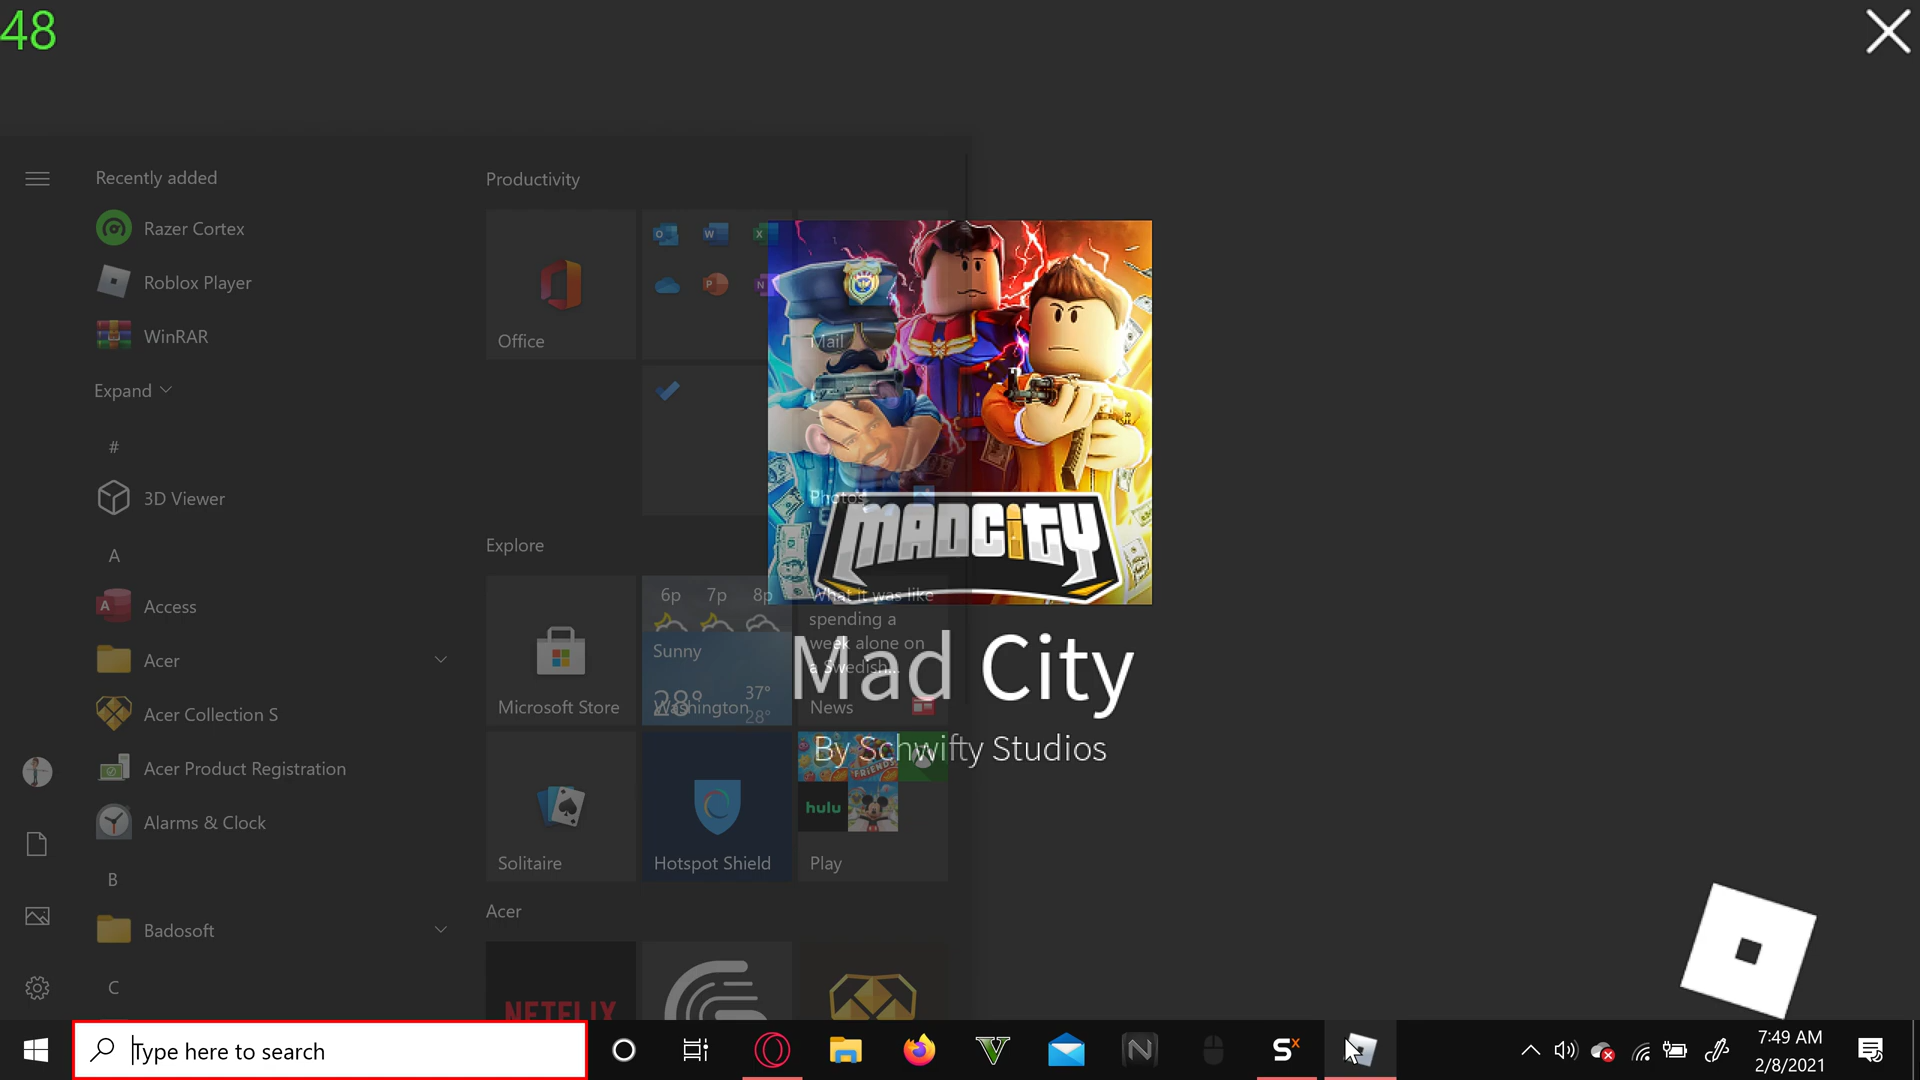 48
Recently added
Razer Cortex
Roblox Player
WinRAR
Expand
#
3D Viewer
A
Access
Acer
Acer Collection S
Acer Product Registration
Alarms & Clock
B
Badosoft
C
Productivity
Office
Mail
Photos
Explore
Microsoft Store
6p 7p 8p
Sunny
28°
37°
28°
Washington
What it was like
spending a
week alone on
a Swedish...
News
Solitaire
Hotspot Shield
hulu
FRIENDS
Play
Acer
NETFLIX
MADCITY
Mad City
By Schwifty Studios
Type here to search
7:49 AM
2/8/2021